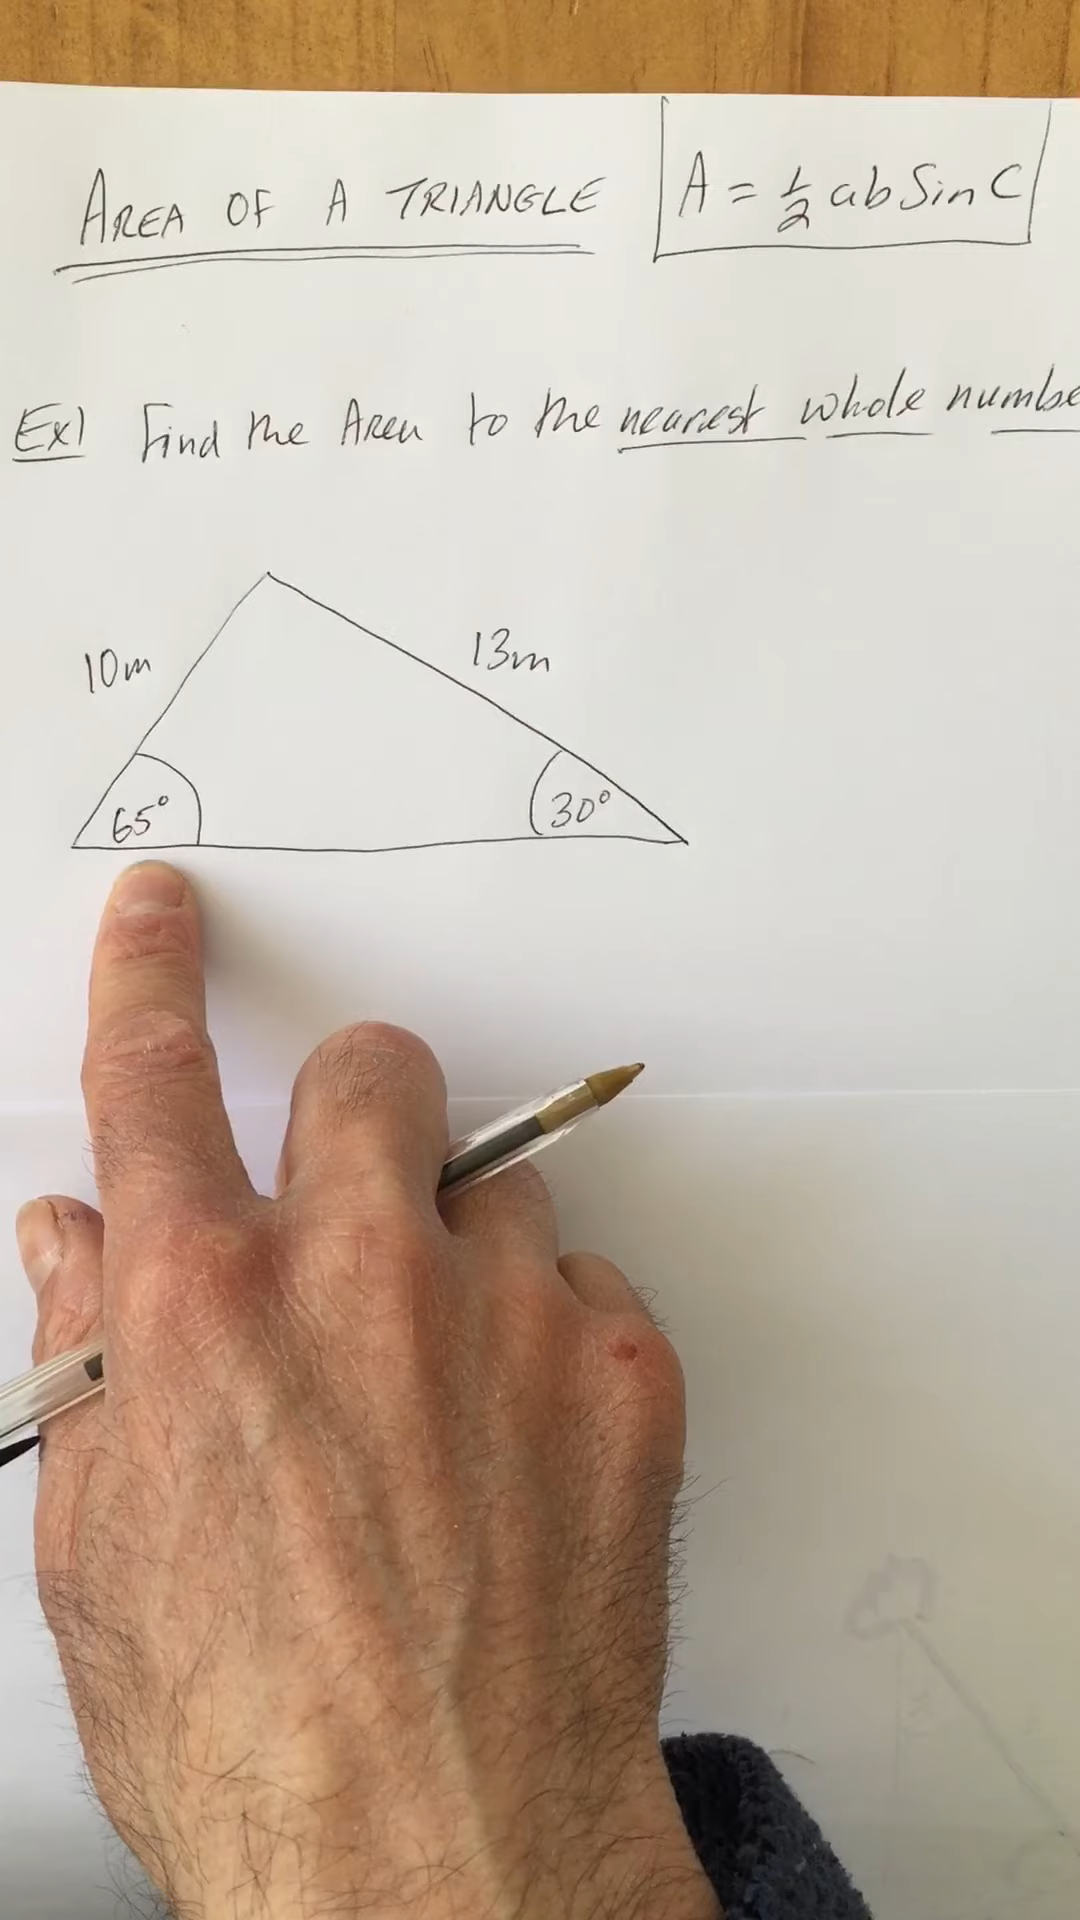 AREA OF A TRIANGLE
A = 1/2 ab Sin C
Ex1 Find the Area to the nearest whole numbe
10m
13m
65°
30°